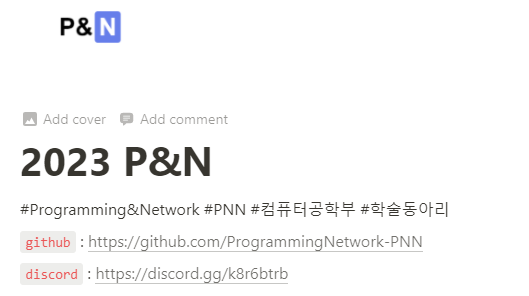 P&N
Add cover Add comment
2023 P&N
#Programming&Network #PNN #컴퓨터공학부 #학술동아리
github : https://github.com/ProgrammingNetwork-PNN
discord : https://discord.gg/k8r6btrb